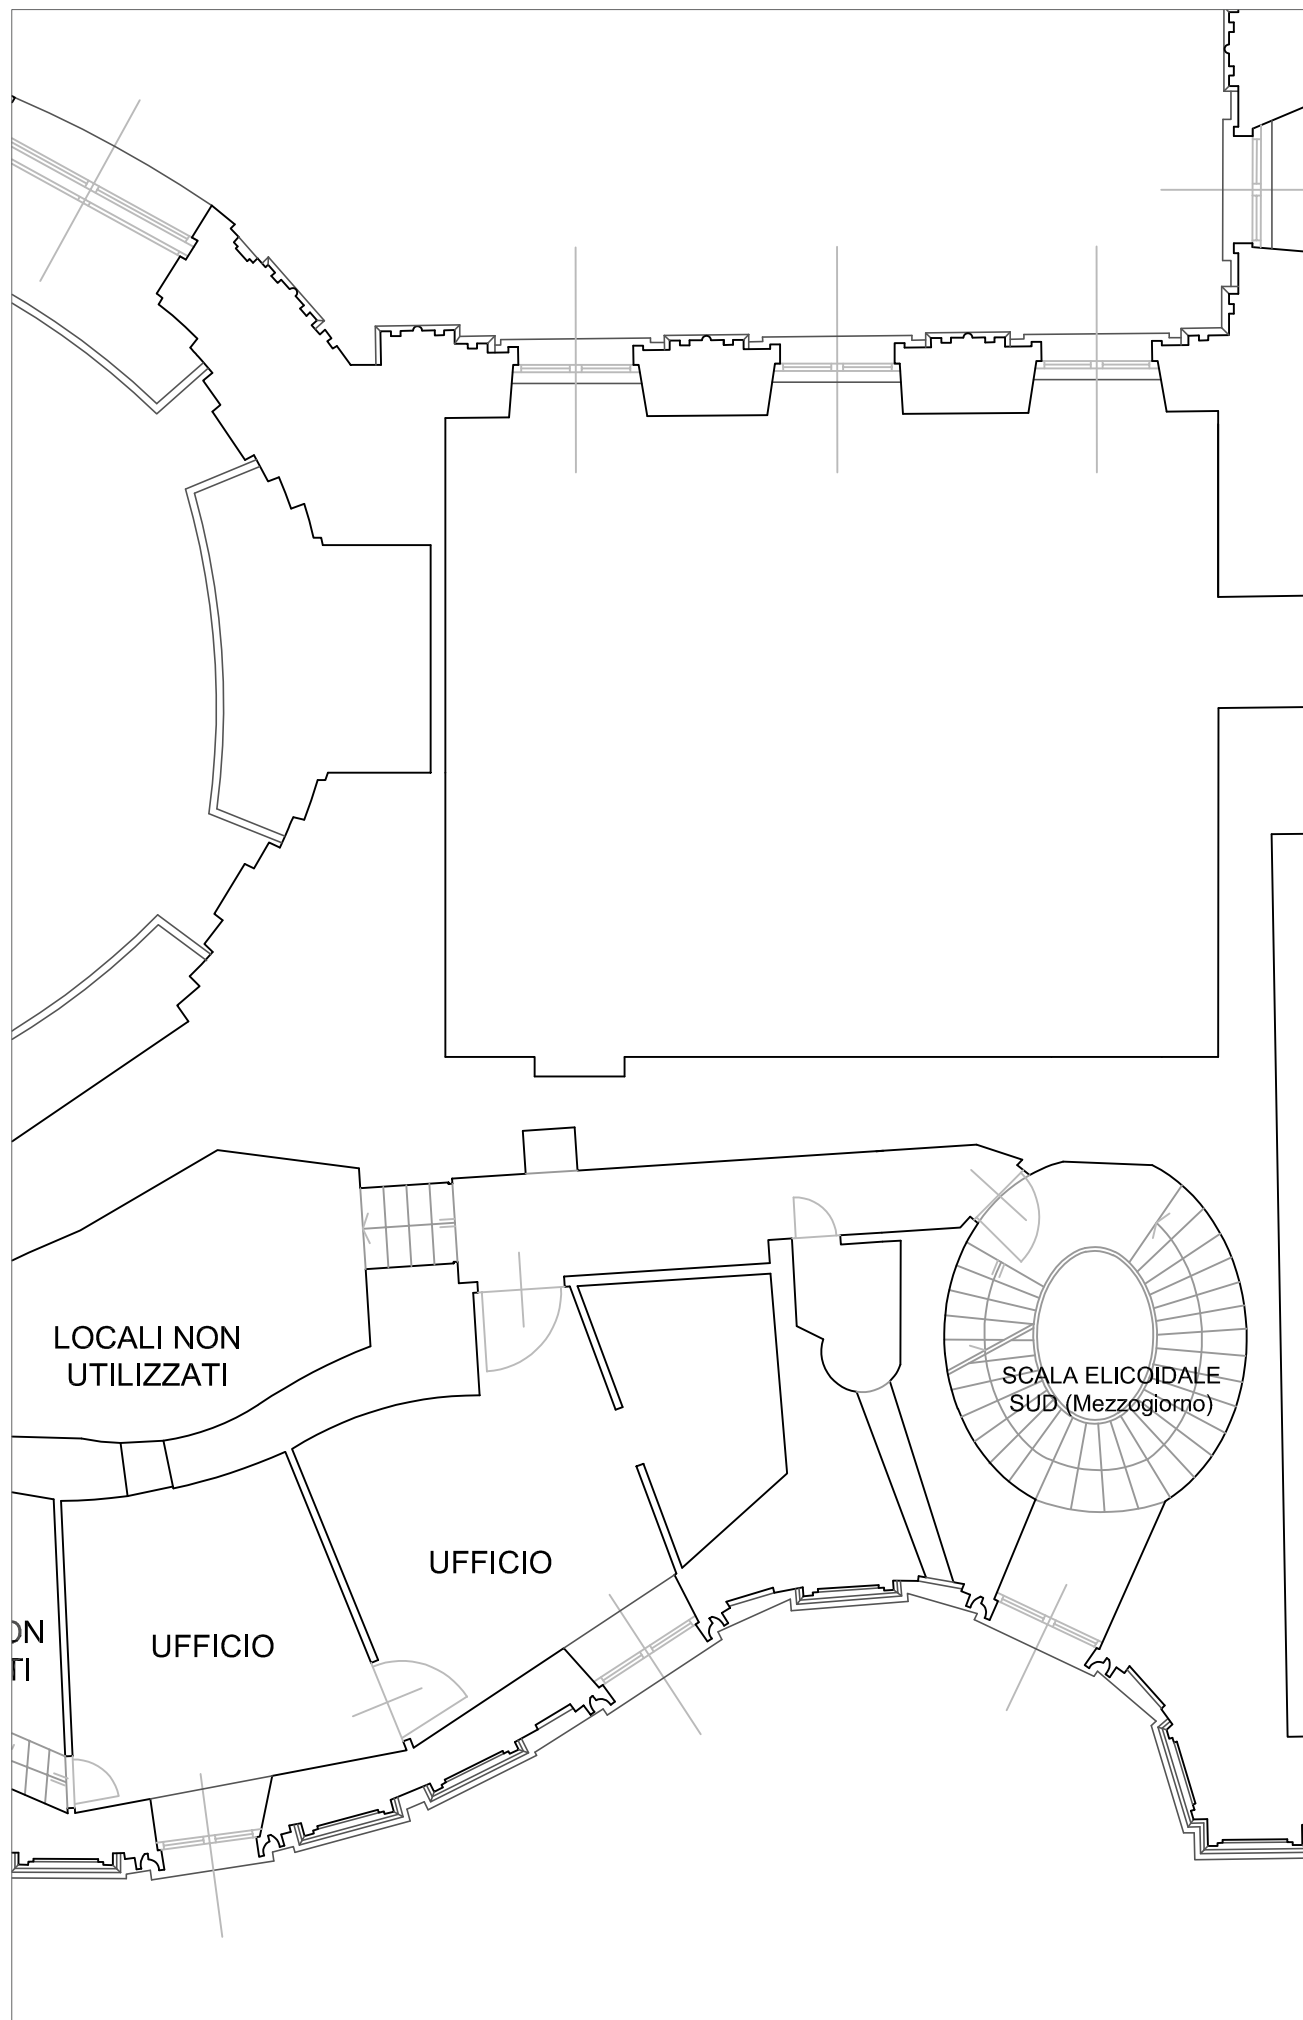 LOCALI NON
UTILIZZATI
SCALA ELICOIDALE
SUD (Mezzogiorno)
UFFICIO
UFFICIO